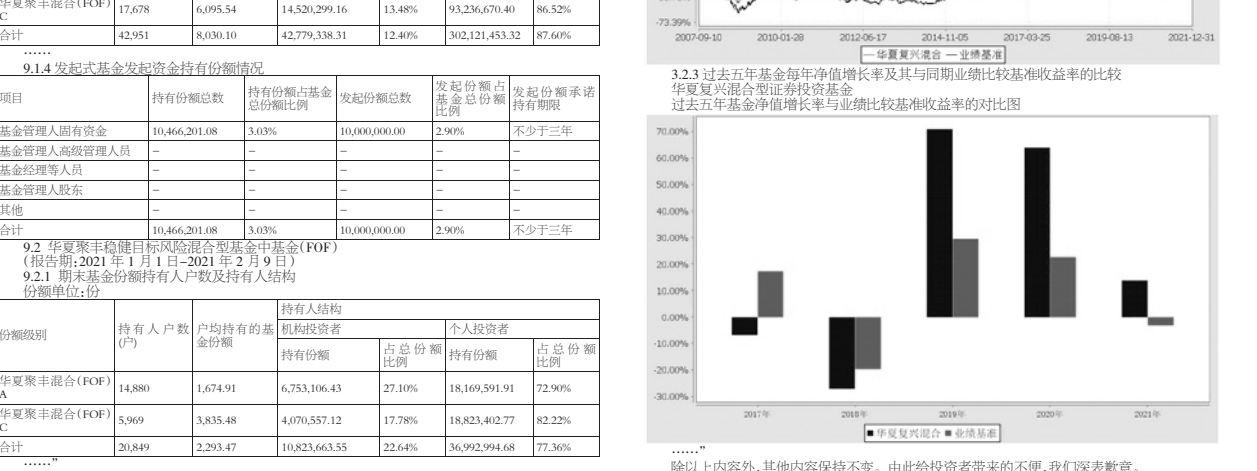 华夏聚丰混合(FOF)C 17,678 6,095.54 14,520,299.16 13.48% 93,236,670.40 86.52%
合计 42,951 8,030.10 42,779,338.31 12.40% 302,121,453.32 87.60%
……
9.1.4 发起式基金发起资金持有份额情况
项目 持有份额总数 持有份额占基金总份额比例 发起份额总数 发起份额占基金总份额比例 发起份额承诺持有期限
基金管理人固有资金 10,466,201.08 3.03% 10,000,000.00 2.90% 不少于三年
基金管理人高级管理人员 – – – – –
基金经理等人员 – – – – –
基金管理人股东 – – – – –
其他 – – – – –
合计 10,466,201.08 3.03% 10,000,000.00 2.90% 不少于三年
9.2 华夏聚丰稳健目标风险混合型基金中基金(FOF)
(报告期:2021 年 1 月 1 日-2021 年 2 月 9 日)
9.2.1 期末基金份额持有人户数及持有人结构
份额单位:份
份额级别 持有人户数(户) 户均持有的基金份额 持有人结构
机构投资者 个人投资者
持有份额 占总份额比例 持有份额 占总份额比例
华夏聚丰混合(FOF)A 14,880 1,674.91 6,753,106.43 27.10% 18,169,591.91 72.90%
华夏聚丰混合(FOF)C 5,969 3,835.48 4,070,557.12 17.78% 18,823,402.77 82.22%
合计 20,849 2,293.47 10,823,663.55 22.64% 36,992,994.68 77.36%
……”
-73.39%
2007-09-10 2010-01-28 2012-06-17 2014-11-05 2017-03-25 2019-08-13 2021-12-31
— 华夏复兴混合 — 业绩基准
3.2.3 过去五年基金每年净值增长率及其与同期业绩比较基准收益率的比较
华夏复兴混合型证券投资基金
过去五年基金净值增长率与业绩比较基准收益率的对比图
70.00%
60.00%
50.00%
40.00%
30.00%
20.00%
10.00%
0.00%
-10.00%
-20.00%
-30.00%
2017年 2018年 2019年 2020年 2021年
■ 华夏复兴混合 ■ 业绩基准
……”
除以上内容外,其他内容保持不变。由此给投资者带来的不便,我们深表歉意。